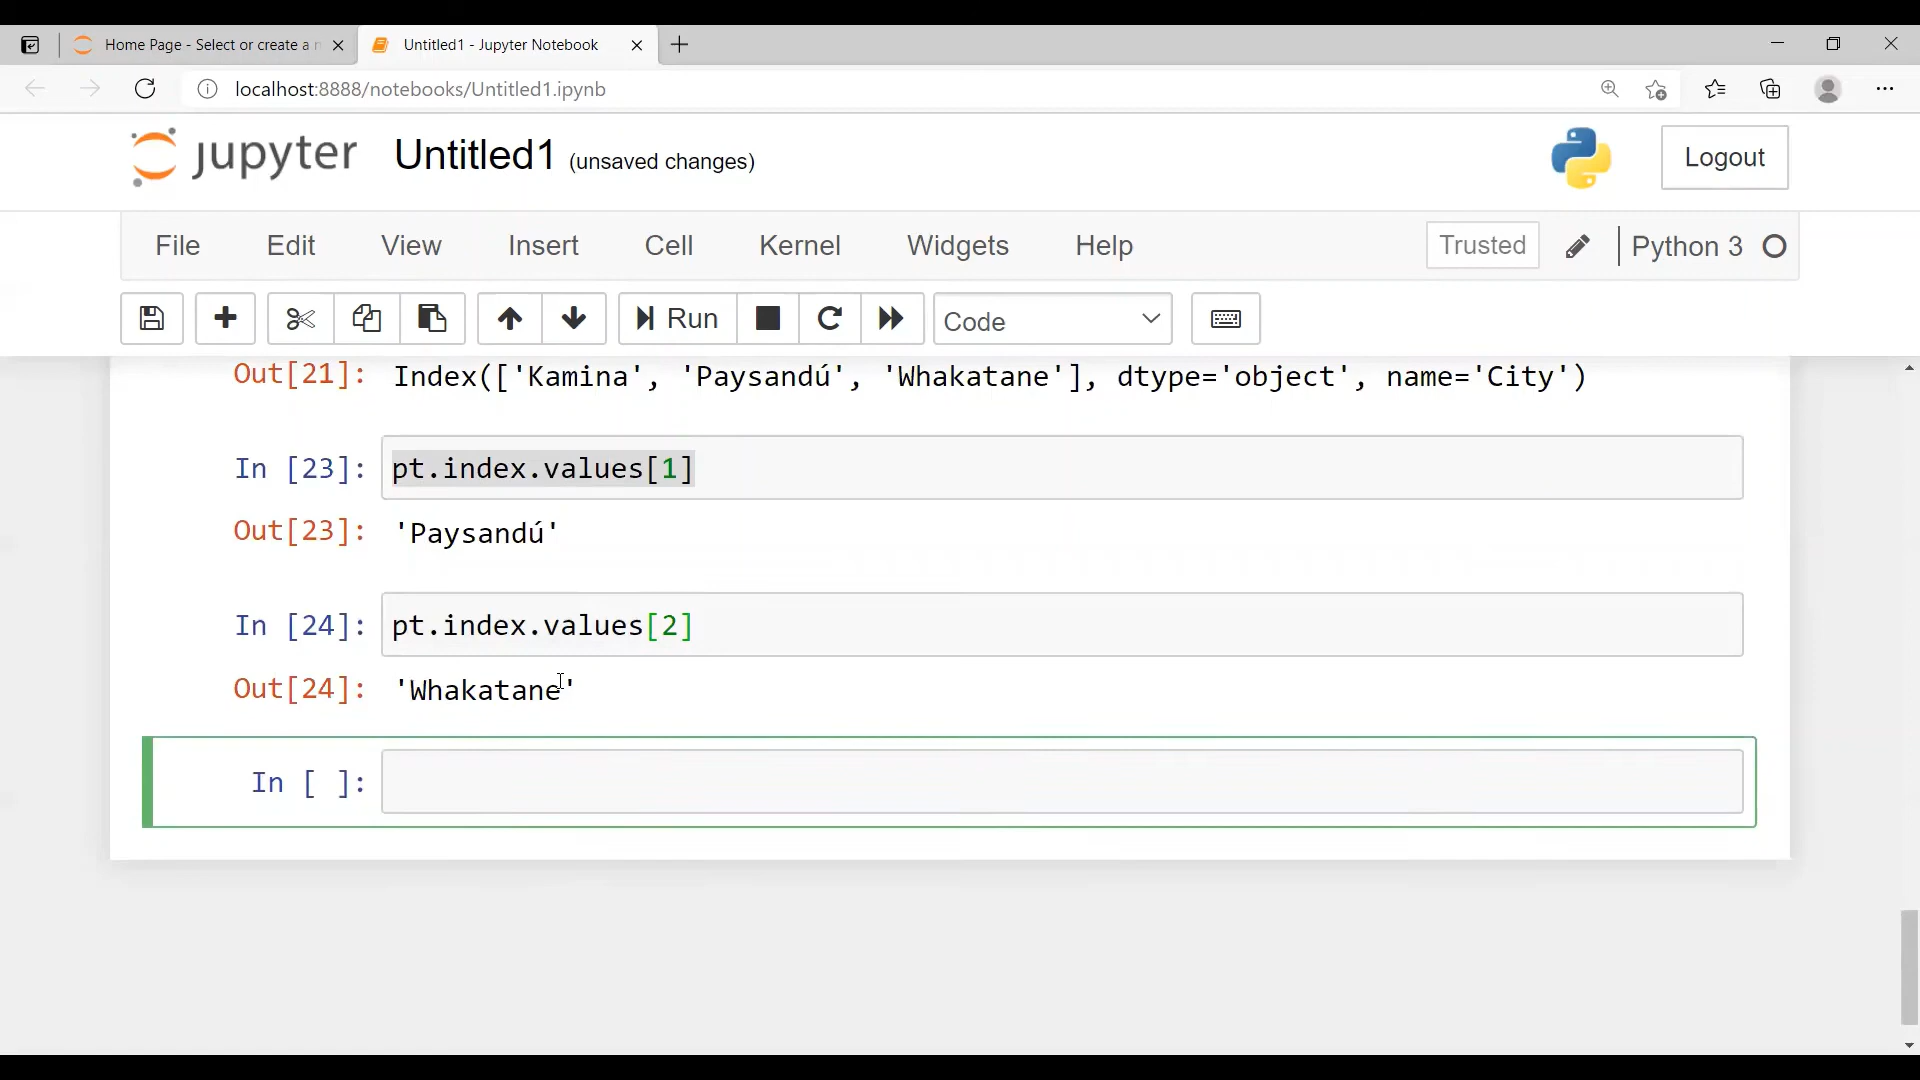 Home Page - Select or create a n
Untitled1 - Jupyter Notebook
localhost:8888/notebooks/Untitled1.ipynb
jupyter Untitled1 (unsaved changes)
Logout
File Edit View Insert Cell Kernel Widgets Help Trusted Python 3
Run Code
Out[21]: Index(['Kamina', 'Paysandú', 'Whakatane'], dtype='object', name='City')
In [23]: pt.index.values[1]
Out[23]: 'Paysandú'
In [24]: pt.index.values[2]
Out[24]: 'Whakatane'
In [ ]: